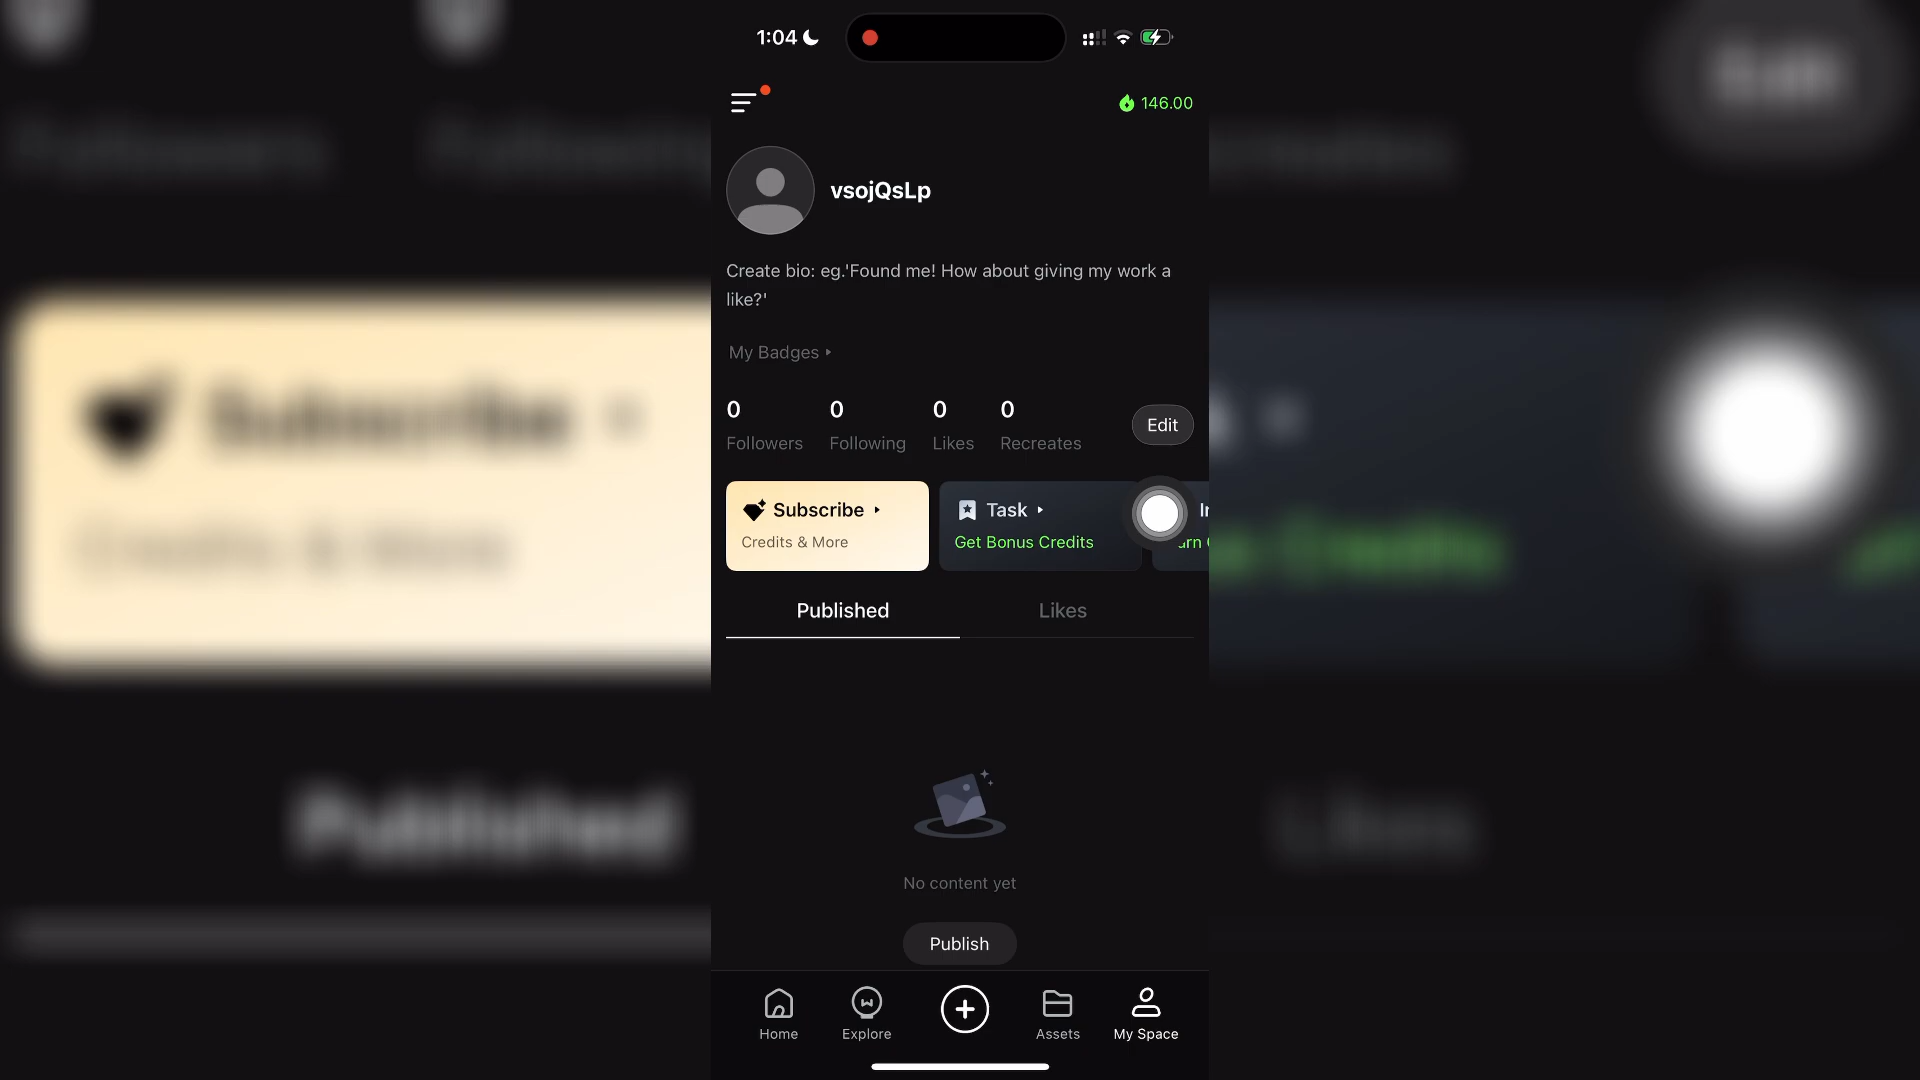 1:04
146.00
vsojQsLp
Create bio: eg.'Found me! How about giving my work a
like?'
My Badges
0 0 0 0
Followers Following Likes Recreates
Edit
Subscribe
Credits & More
Task
Get Bonus Credits
Published Likes
No content yet
Publish
Home Explore Assets My Space